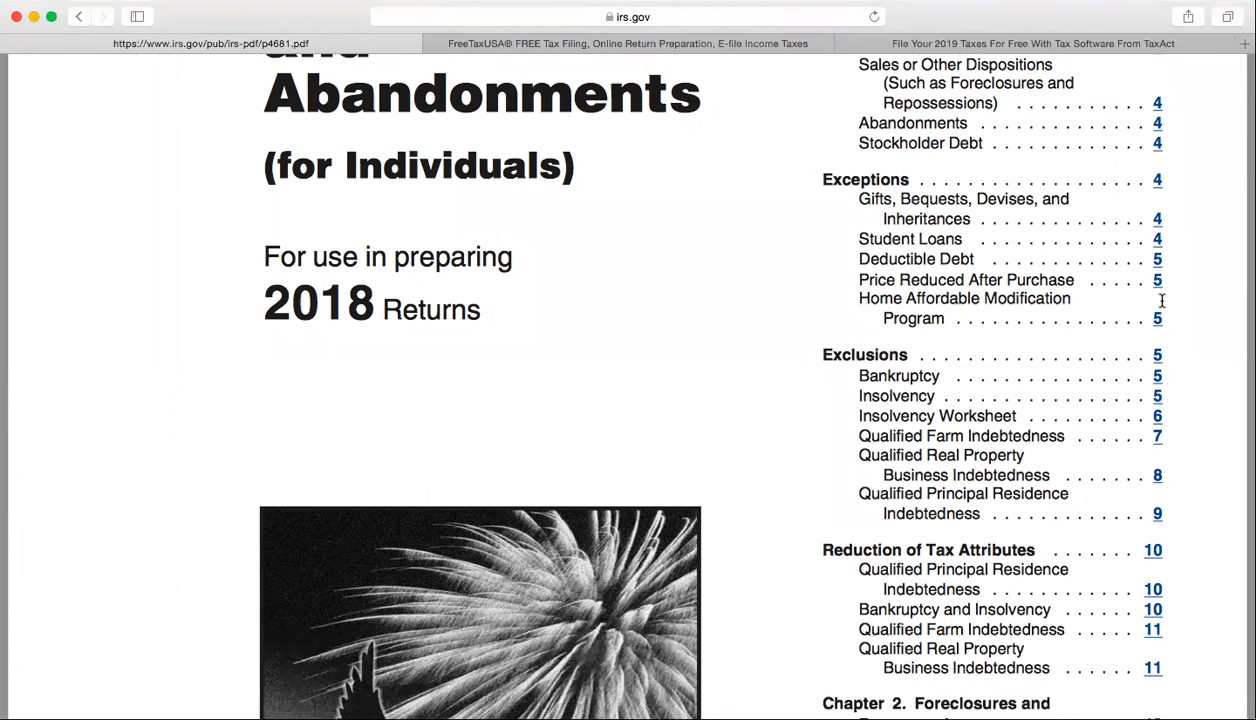 irs.gov
https://www.irs.gov/pub/irs-pdf/p4681.pdf
FreeTaxUSA® FREE Tax Filing, Online Return Preparation, E-file Income Taxes
File Your 2019 Taxes For Free With Tax Software From TaxAct
and
Abandonments
(for Individuals)
For use in preparing
2018 Returns
Sales or Other Dispositions
(Such as Foreclosures and
Repossessions) . . . . . . . . . . . 4
Abandonments . . . . . . . . . . . . . 4
Stockholder Debt . . . . . . . . . . . . 4
Exceptions . . . . . . . . . . . . . . . . . . 4
Gifts, Bequests, Devises, and
Inheritances . . . . . . . . . . . . . 4
Student Loans . . . . . . . . . . . . . 4
Deductible Debt . . . . . . . . . . . . 5
Price Reduced After Purchase . . . . . 5
Home Affordable Modification
Program . . . . . . . . . . . . . . . 5
Exclusions . . . . . . . . . . . . . . . . . . 5
Bankruptcy . . . . . . . . . . . . . . . 5
Insolvency . . . . . . . . . . . . . . . . 5
Insolvency Worksheet . . . . . . . . . 6
Qualified Farm Indebtedness . . . . . . 7
Qualified Real Property
Business Indebtedness . . . . . . . 8
Qualified Principal Residence
Indebtedness . . . . . . . . . . . . 9
Reduction of Tax Attributes . . . . . . . 10
Qualified Principal Residence
Indebtedness . . . . . . . . . . . . 10
Bankruptcy and Insolvency . . . . . . 10
Qualified Farm Indebtedness . . . . . 11
Qualified Real Property
Business Indebtedness . . . . . . 11
Chapter 2. Foreclosures and